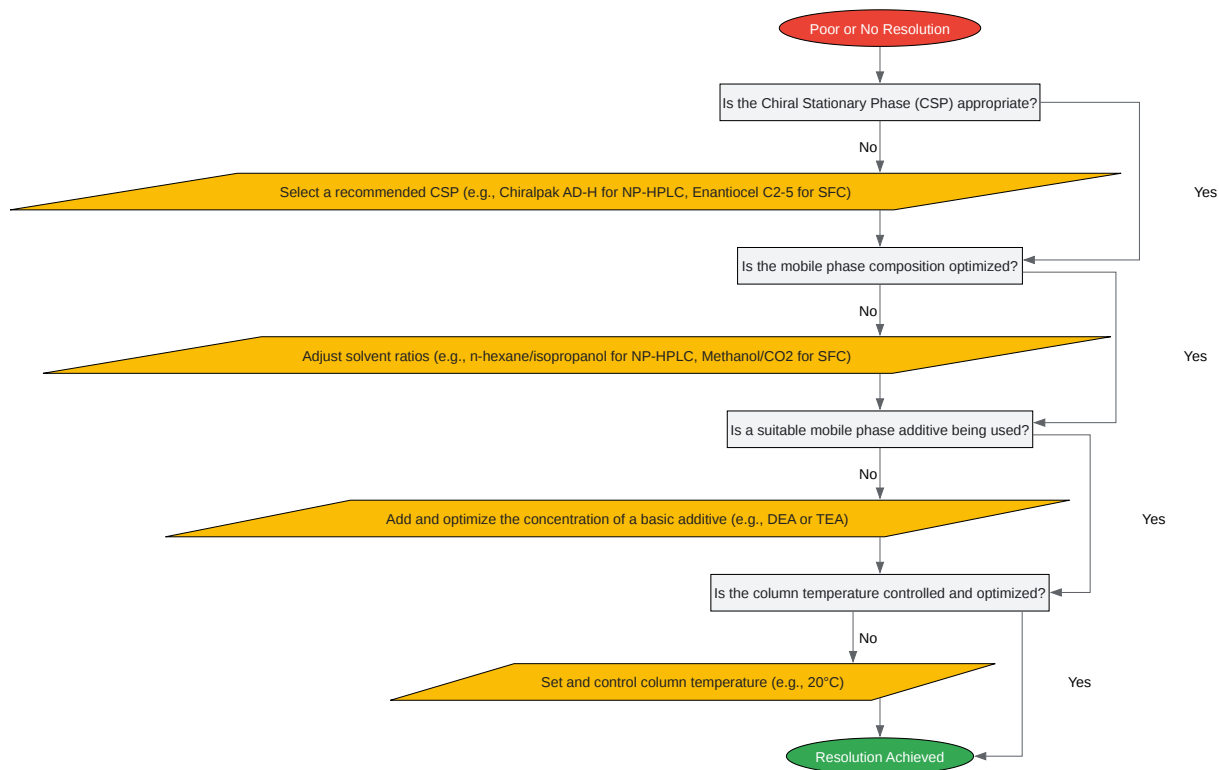 Poor or No Resolution
Is the Chiral Stationary Phase (CSP) appropriate?
No
Select a recommended CSP (e.g., Chiralpak AD-H for NP-HPLC, Enantiocel C2-5 for SFC)
Yes
Is the mobile phase composition optimized?
No
Adjust solvent ratios (e.g., n-hexane/isopropanol for NP-HPLC, Methanol/CO2 for SFC)
Yes
Is a suitable mobile phase additive being used?
No
Add and optimize the concentration of a basic additive (e.g., DEA or TEA)
Yes
Is the column temperature controlled and optimized?
No
Set and control column temperature (e.g., 20°C)
Yes
Resolution Achieved